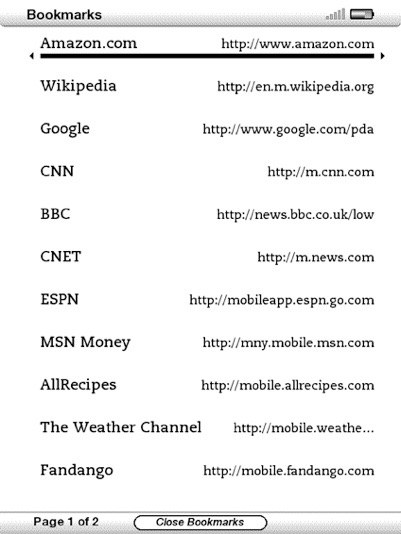 Bookmarks
Amazon.com http://www.amazon.com
Wikipedia http://en.m.wikipedia.org
Google http://www.google.com/pda
CNN http://m.cnn.com
BBC http://news.bbc.co.uk/low
CNET http://m.news.com
ESPN http://mobileapp.espn.go.com
MSN Money http://mny.mobile.msn.com
AllRecipes http://mobile.allrecipes.com
The Weather Channel http://mobile.weathe...
Fandango http://mobile.fandango.com
Page 1 of 2 Close Bookmarks